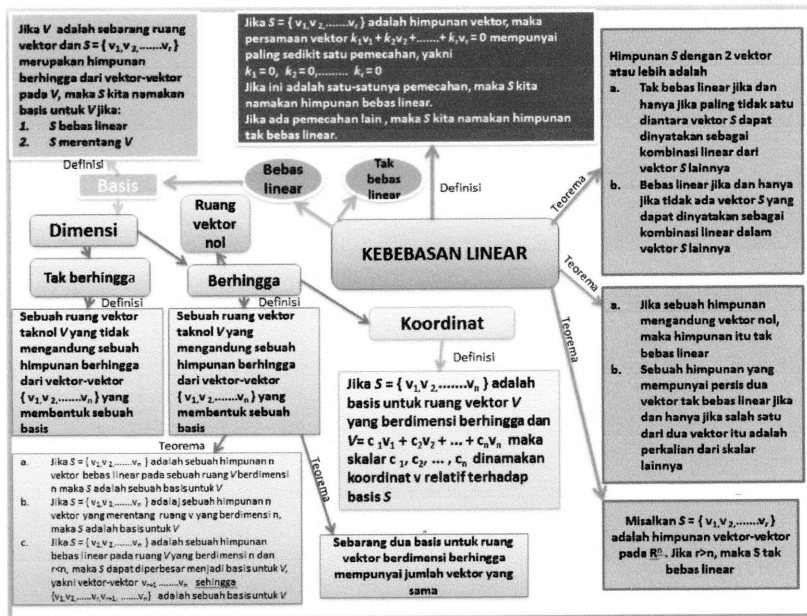 Jika V adalah sebarang ruang
vektor dan S = { v1,v 2,.......vr}
merupakan himpunan
berhingga dari vektor-vektor
pada V, maka S kita namakan
basis untuk V jika:
1. S bebas linear
2. S merentang V
Jika S = { v1,v 2,.......vr} adalah himpunan vektor, maka
persamaan vektor k1v1 + k2v2 +.......+ krvr = 0 mempunyai
paling sedikit satu pemecahan, yakni
k1 = 0, k2 = 0,......... kr = 0
Jika ini adalah satu-satunya pemecahan, maka S kita
namakan himpunan bebas linear.
Jika ada pemecahan lain , maka S kita namakan himpunan
tak bebas linear.
Himpunan S dengan 2 vektor
atau lebih adalah
a. Tak bebas linear jika dan
hanya jika paling tidak satu
diantara vektor S dapat
dinyatakan sebagai
kombinasi linear dari
vektor S lainnya
b. Bebas linear jika dan hanya
jika tidak ada vektor S yang
dapat dinyatakan sebagai
kombinasi linear dalam
vektor S lainnya
Definisi
Basis
Bebas
linear
Tak
bebas
linear
Definisi
Teorema
Dimensi
Ruang
vektor
nol
KEBEBASAN LINEAR
Tak berhingga
Berhingga
Teorema
Definisi
Definisi
Koordinat
Teorema
Definisi
Sebuah ruang vektor
taknol V yang tidak
mengandung sebuah
himpunan berhingga
dari vektor-vektor
{ v1,v 2,.......vn} yang
membentuk sebuah
basis
Sebuah ruang vektor
taknol V yang
mengandung sebuah
himpunan berhingga
dari vektor-vektor
{ v1,v 2,.......vn} yang
membentuk sebuah
basis
Jika S = { v1,v 2,.......vn } adalah
basis untuk ruang vektor V
yang berdimensi berhingga dan
V= c 1v1 + c2v2 + ... + cnvn maka
skalar c 1, c2, ... , cn dinamakan
koordinat v relatif terhadap
basis S
a. Jika sebuah himpunan
mengandung vektor nol,
maka himpunan itu tak
bebas linear
b. Sebuah himpunan yang
mempunyai persis dua
vektor tak bebas linear jika
dan hanya jika salah satu
dari dua vektor itu adalah
perkalian dari skalar
lainnya
Teorema
Teorema
a. Jika S = { v1,v 2,.......vn } adalah sebuah himpunan n
vektor bebas linear pada sebuah ruang V berdimensi
n maka S adalah sebuah basis untuk V
b. Jika S = { v1,v 2,.......vn } adalaj sebuah himpunan n
vektor yang merentang ruang v yang berdimensi n,
maka S adalah basis untuk V
c. Jika S = { v1,v 2,.......vr } adalah sebuah himpunan
bebas linear pada ruang V yang berdimensi n dan
r<n, maka S dapat diperbesar menjadi basis untuk V,
yakni vektor-vektor vr+1 .......vn sehingga
{v1,v2,......vr,vr+1, .......vn} adalah sebuah basis untuk V
Sebarang dua basis untuk ruang
vektor berdimensi berhingga
mempunyai jumlah vektor yang
sama
Misalkan S = { v1,v 2,.......vr}
adalah himpunan vektor-vektor
pada Rn . Jika r>n, maka S tak
bebas linear